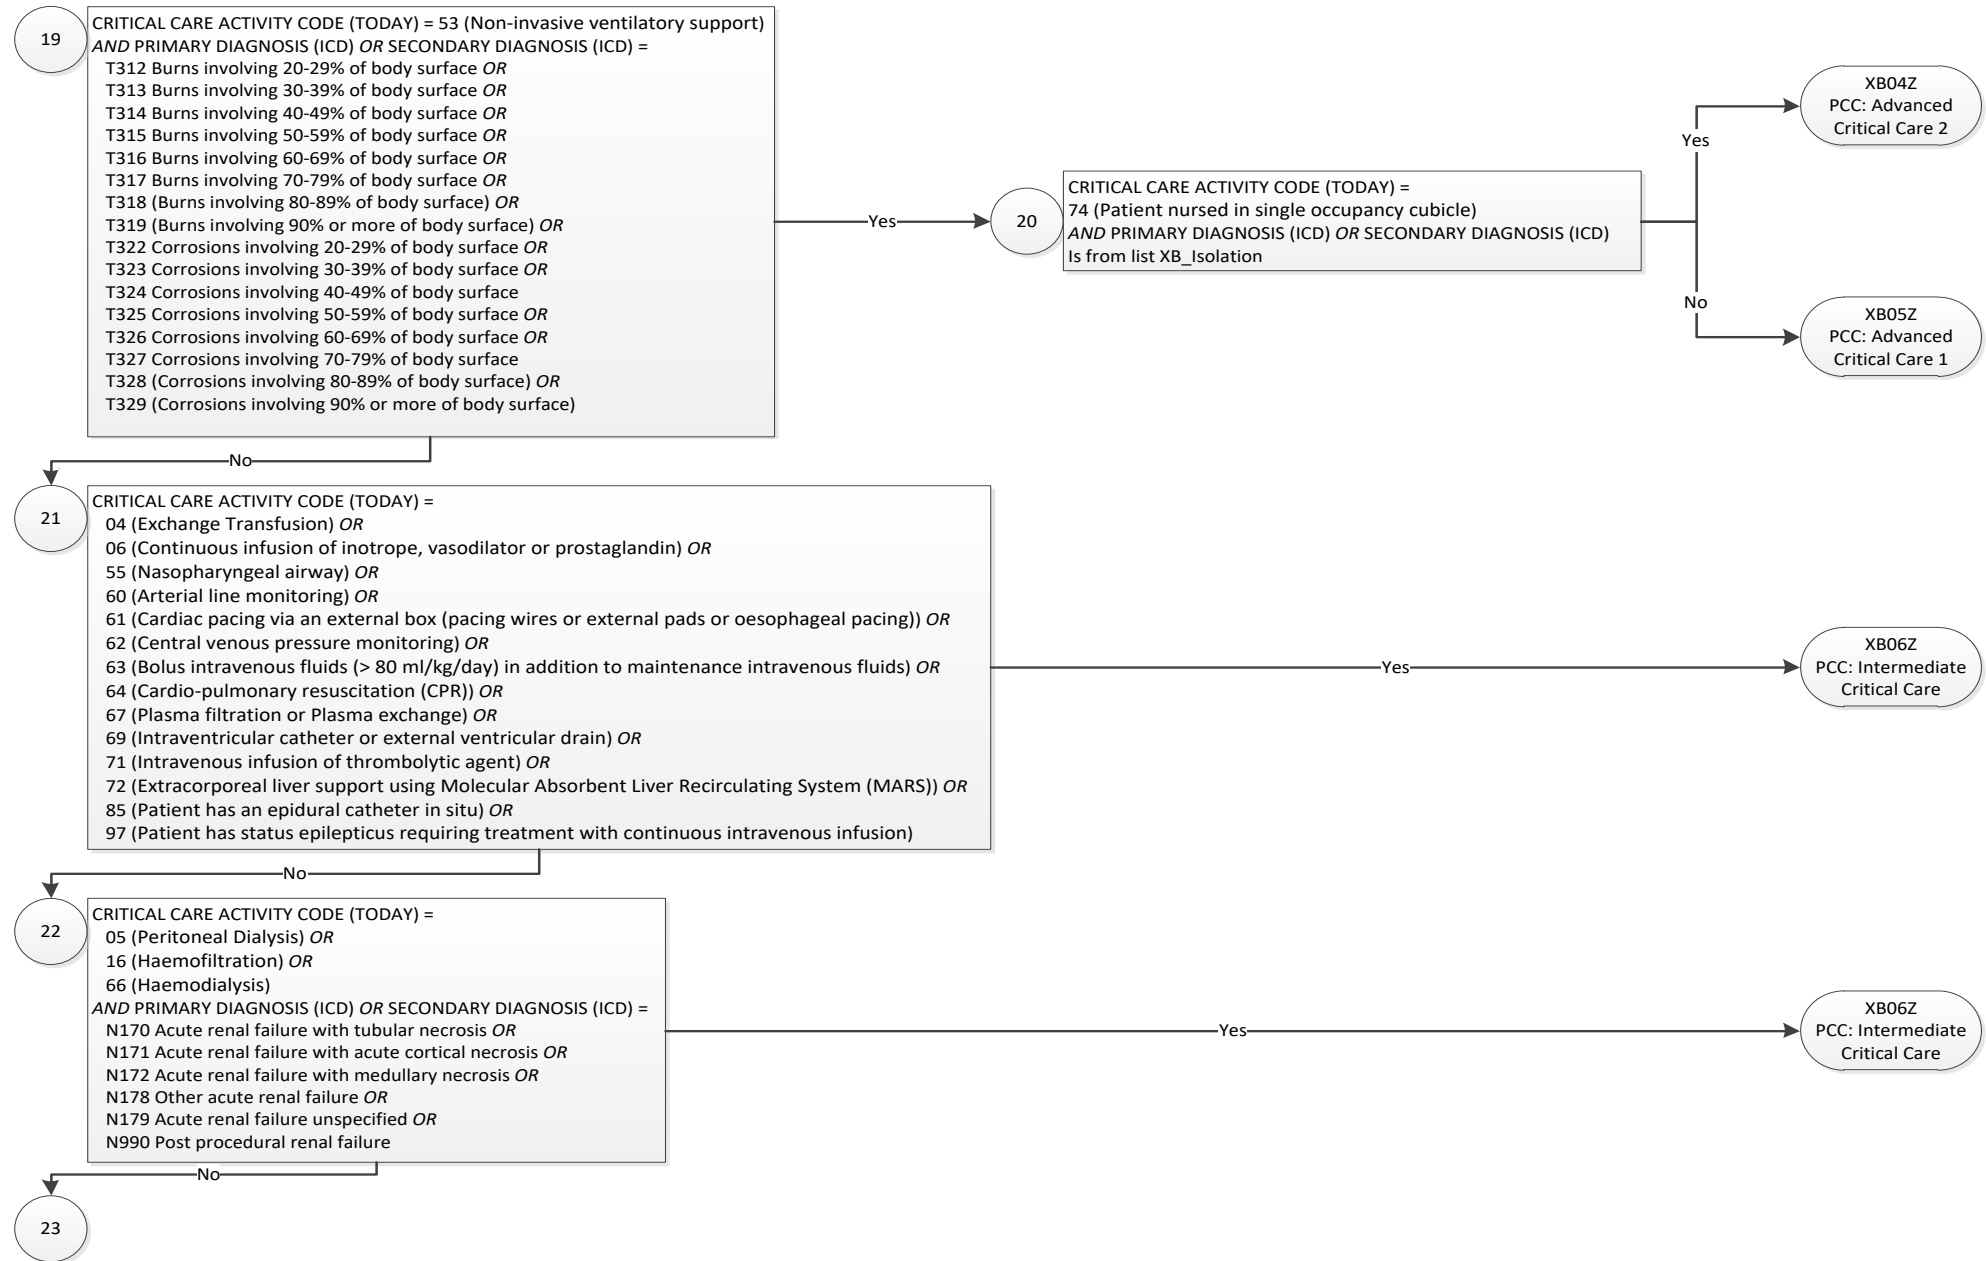 19
CRITICAL CARE ACTIVITY CODE (TODAY) = 53 (Non-invasive ventilatory support)
AND PRIMARY DIAGNOSIS (ICD) OR SECONDARY DIAGNOSIS (ICD) =
T312 Burns involving 20-29% of body surface OR
T313 Burns involving 30-39% of body surface OR
T314 Burns involving 40-49% of body surface OR
T315 Burns involving 50-59% of body surface OR
T316 Burns involving 60-69% of body surface OR
T317 Burns involving 70-79% of body surface OR
T318 (Burns involving 80-89% of body surface) OR
T319 (Burns involving 90% or more of body surface) OR
T322 Corrosions involving 20-29% of body surface OR
T323 Corrosions involving 30-39% of body surface OR
T324 Corrosions involving 40-49% of body surface
T325 Corrosions involving 50-59% of body surface OR
T326 Corrosions involving 60-69% of body surface OR
T327 Corrosions involving 70-79% of body surface
T328 (Corrosions involving 80-89% of body surface) OR
T329 (Corrosions involving 90% or more of body surface)
Yes
20
CRITICAL CARE ACTIVITY CODE (TODAY) =
74 (Patient nursed in single occupancy cubicle)
AND PRIMARY DIAGNOSIS (ICD) OR SECONDARY DIAGNOSIS (ICD)
Is from list XB_Isolation
Yes
XB04Z
PCC: Advanced
Critical Care 2
No
XB05Z
PCC: Advanced
Critical Care 1
No
21
CRITICAL CARE ACTIVITY CODE (TODAY) =
04 (Exchange Transfusion) OR
06 (Continuous infusion of inotrope, vasodilator or prostaglandin) OR
55 (Nasopharyngeal airway) OR
60 (Arterial line monitoring) OR
61 (Cardiac pacing via an external box (pacing wires or external pads or oesophageal pacing)) OR
62 (Central venous pressure monitoring) OR
63 (Bolus intravenous fluids (> 80 ml/kg/day) in addition to maintenance intravenous fluids) OR
64 (Cardio-pulmonary resuscitation (CPR)) OR
67 (Plasma filtration or Plasma exchange) OR
69 (Intraventricular catheter or external ventricular drain) OR
71 (Intravenous infusion of thrombolytic agent) OR
72 (Extracorporeal liver support using Molecular Absorbent Liver Recirculating System (MARS)) OR
85 (Patient has an epidural catheter in situ) OR
97 (Patient has status epilepticus requiring treatment with continuous intravenous infusion)
Yes
XB06Z
PCC: Intermediate
Critical Care
No
22
CRITICAL CARE ACTIVITY CODE (TODAY) =
05 (Peritoneal Dialysis) OR
16 (Haemofiltration) OR
66 (Haemodialysis)
AND PRIMARY DIAGNOSIS (ICD) OR SECONDARY DIAGNOSIS (ICD) =
N170 Acute renal failure with tubular necrosis OR
N171 Acute renal failure with acute cortical necrosis OR
N172 Acute renal failure with medullary necrosis OR
N178 Other acute renal failure OR
N179 Acute renal failure unspecified OR
N990 Post procedural renal failure
Yes
XB06Z
PCC: Intermediate
Critical Care
No
23